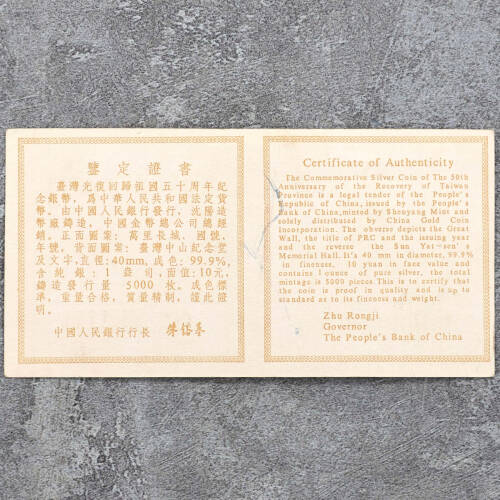 鑒定證書
臺灣光復回歸祖國五十周年紀
念銀幣，爲中華人民共和國法定貨
幣。由中國人民銀行發行，沈陽造
幣廠鑄造，中國金幣總公司總經
銷。正面圖案：萬里長城，國號，
年號，背面圖案：臺灣中山紀念堂
及文字，直徑：40mm，成色：99.9%，
含純銀：1盎司，面值：10元，
鑄造發行量 5000 枚。成色標
準，重量合格，質量精制，謹此證
明。
中國人民銀行行長
Certificate of Authenticity
The Commemorative Silver Coin of The 50th
Anniversary of the Recovery of Taiwan
Province is a legal tender of the People's
Republic of China, issued by the People's
Bank of China,minted by Shenyang Mint and
solely distributed by China Gold Coin
Incorporation. The obverse depicts the Great
Wall, the title of PRC and the issuing year
and the reverse the Sun Yat-sen's
Memorial Hall. It's 40 mm in diameter, 99.9%
in fineness, 10 yuan in face value and
contains 1 ounce of pure silver, the total
mintage is 5000 pieces. This is to certify that
the coin is proof in quality and is up to
standard as to its fineness and weight.
Zhu Rongji
Governor
The People's Bank of China